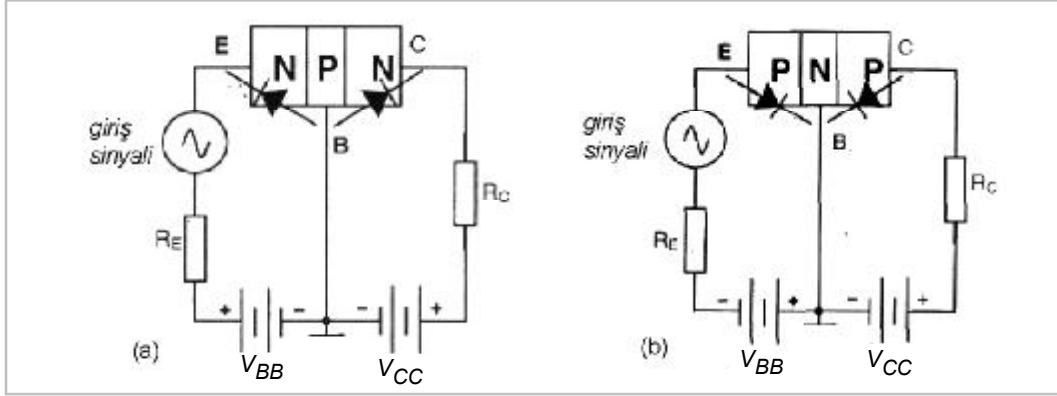 E
N P N
C
giriş
sinyali
B
RE
RC
+ - - +
(a)
VBB
VCC
E
P N P
C
giriş
sinyali
B
RE
RC
- + - +
(b)
VBB
VCC